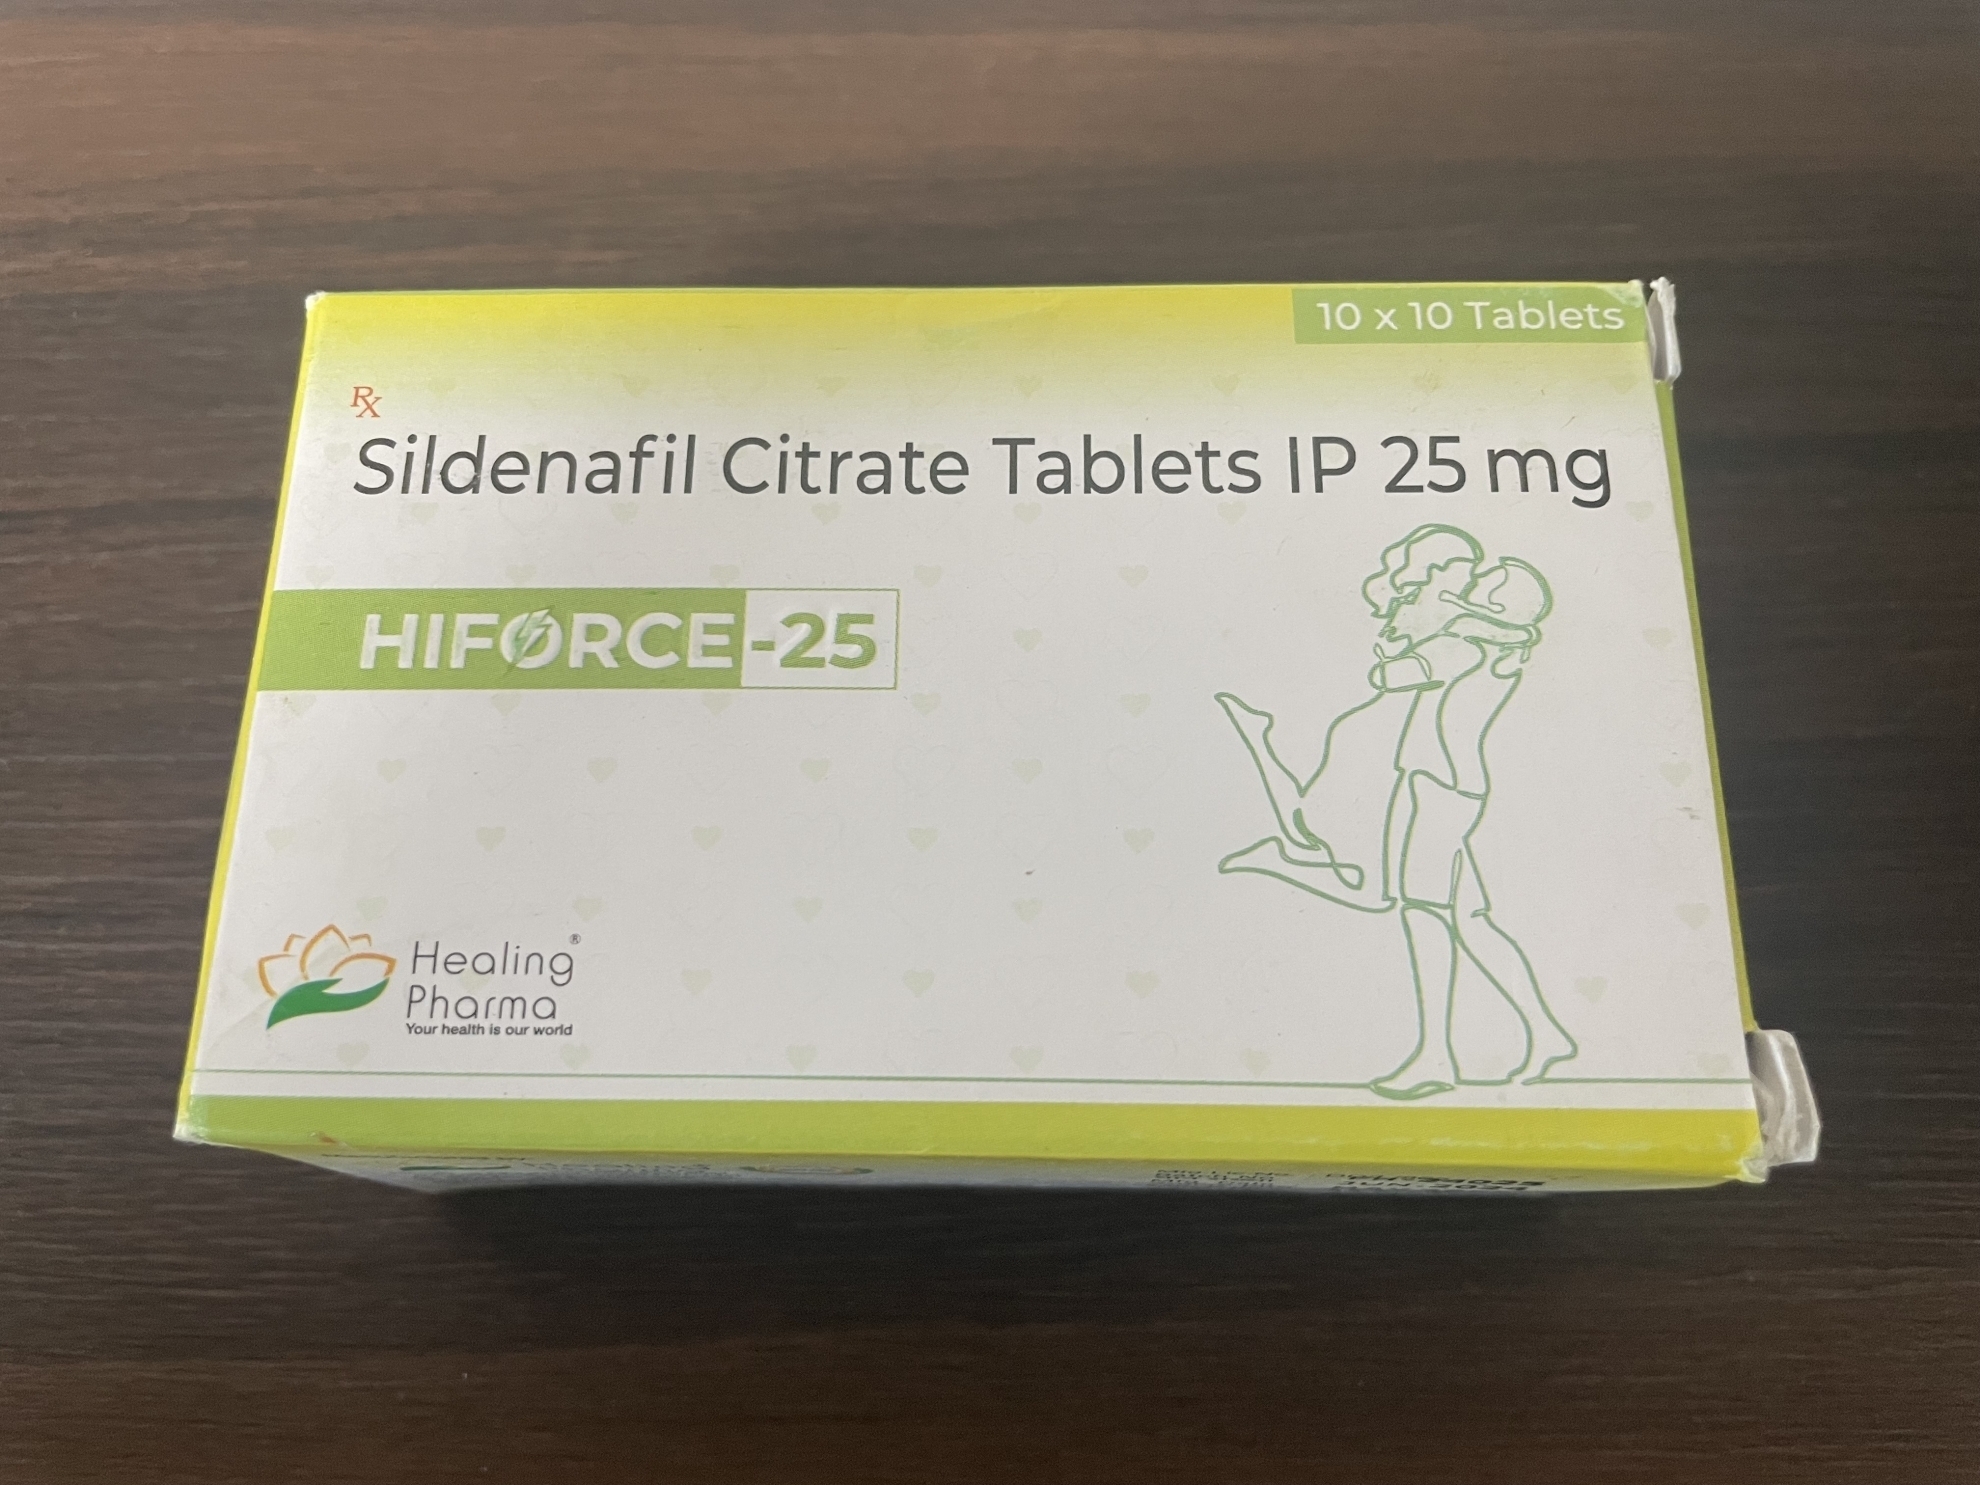 10 x 10 Tablets
Rx
Sildenafil Citrate Tablets IP 25 mg
HIFORCE-25
Healing®
Pharma
Your health is our world